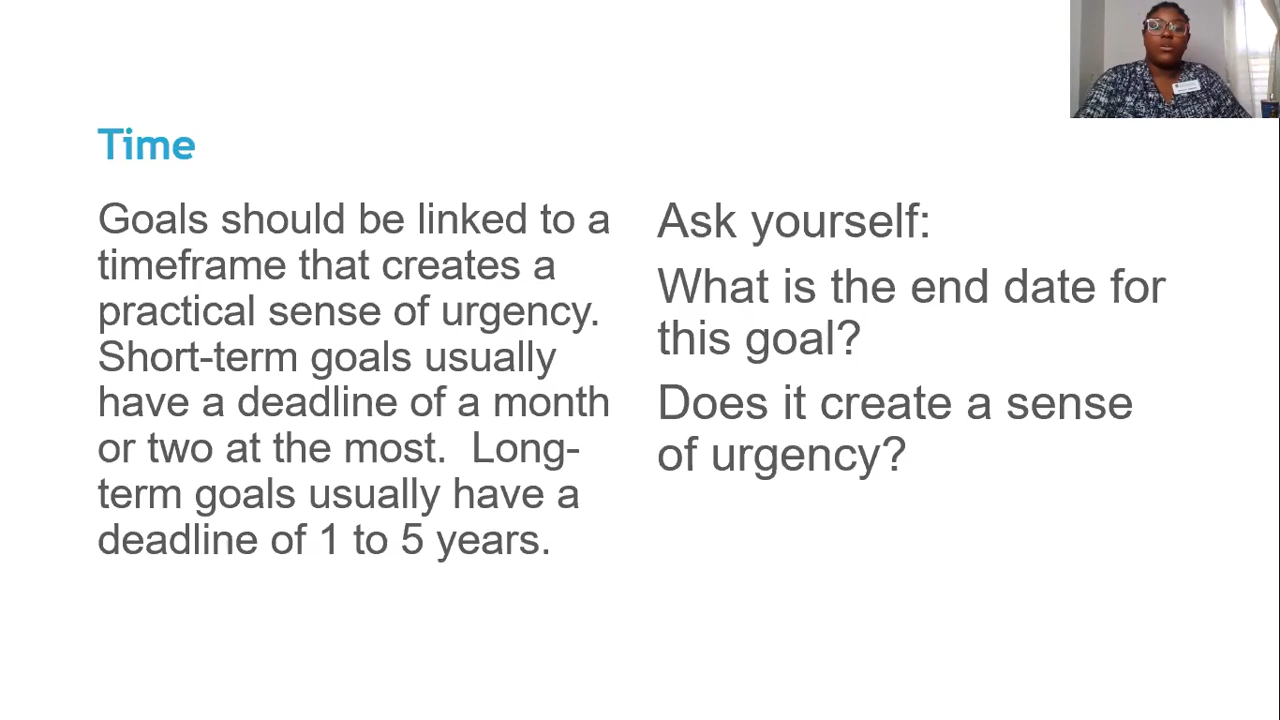 Time
Goals should be linked to a
timeframe that creates a
practical sense of urgency.
Short-term goals usually
have a deadline of a month
or two at the most.  Long-
term goals usually have a
deadline of 1 to 5 years.
Ask yourself:
What is the end date for
this goal?
Does it create a sense
of urgency?